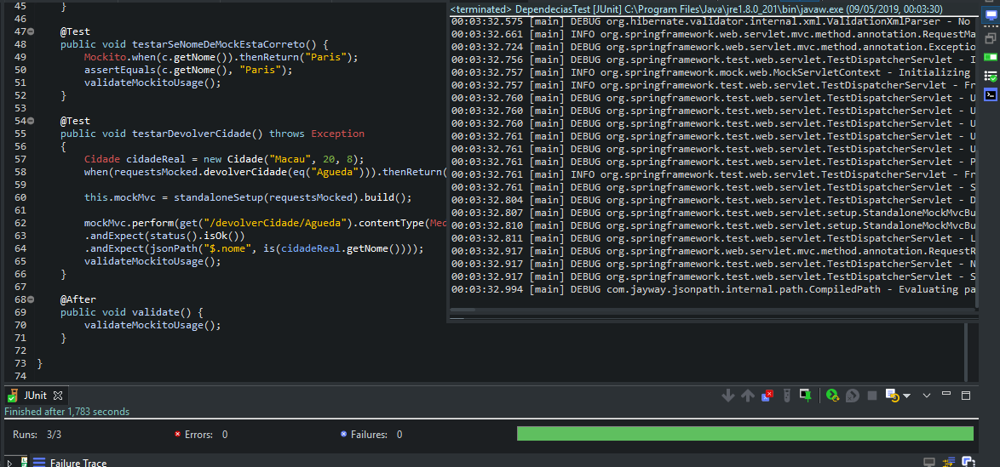 45 }
46
47 @Test
48 public void testarSeNomeDeMockEstaCorreto() {
49 Mockito.when(c.getNome()).thenReturn("Paris");
50 assertEquals(c.getNome(), "Paris");
51 validateMockitoUsage();
52 }
53
54 @Test
55 public void testarDevolverCidade() throws Exception
56 {
57 Cidade cidadeReal = new Cidade("Macau", 20, 8);
58 when(requestsMocked.devolverCidade(eq("Agueda"))).thenReturn(
59
60 this.mockMvc = standaloneSetup(requestsMocked).build();
61
62 mockMvc.perform(get("/devolverCidade/Agueda").contentType(Med
63 .andExpect(status().isOk())
64 .andExpect(jsonPath("$.nome", is(cidadeReal.getNome())));
65 validateMockitoUsage();
66 }
67
68 @After
69 public void validate() {
70 validateMockitoUsage();
71 }
72
73 }
74
<terminated> DependeciasTest [JUnit] C:\Program Files\Java\jre1.8.0_201\bin\javaw.exe (09/05/2019, 00:03:30)
00:03:32.575 [main] DEBUG org.hibernate.validator.internal.xml.ValidationXmlParser - No
00:03:32.661 [main] INFO org.springframework.web.servlet.mvc.method.annotation.RequestMa
00:03:32.724 [main] DEBUG org.springframework.web.servlet.mvc.method.annotation.Exceptio
00:03:32.756 [main] DEBUG org.springframework.test.web.servlet.TestDispatcherServlet - I
00:03:32.757 [main] INFO org.springframework.mock.web.MockServletContext - Initializing
00:03:32.757 [main] INFO org.springframework.test.web.servlet.TestDispatcherServlet - Fr
00:03:32.760 [main] DEBUG org.springframework.test.web.servlet.TestDispatcherServlet - U
00:03:32.760 [main] DEBUG org.springframework.test.web.servlet.TestDispatcherServlet - U
00:03:32.760 [main] DEBUG org.springframework.test.web.servlet.TestDispatcherServlet - U
00:03:32.761 [main] DEBUG org.springframework.test.web.servlet.TestDispatcherServlet - U
00:03:32.761 [main] DEBUG org.springframework.test.web.servlet.TestDispatcherServlet - U
00:03:32.761 [main] DEBUG org.springframework.test.web.servlet.TestDispatcherServlet - P
00:03:32.761 [main] INFO org.springframework.test.web.servlet.TestDispatcherServlet - Fr
00:03:32.761 [main] DEBUG org.springframework.test.web.servlet.TestDispatcherServlet - S
00:03:32.804 [main] DEBUG org.springframework.test.web.servlet.TestDispatcherServlet - D
00:03:32.807 [main] DEBUG org.springframework.test.web.servlet.setup.StandaloneMockMvcBu
00:03:32.810 [main] DEBUG org.springframework.test.web.servlet.setup.StandaloneMockMvcBu
00:03:32.811 [main] DEBUG org.springframework.test.web.servlet.TestDispatcherServlet - L
00:03:32.917 [main] DEBUG org.springframework.web.servlet.mvc.method.annotation.RequestR
00:03:32.917 [main] DEBUG org.springframework.test.web.servlet.TestDispatcherServlet - N
00:03:32.917 [main] DEBUG org.springframework.test.web.servlet.TestDispatcherServlet - S
00:03:32.994 [main] DEBUG com.jayway.jsonpath.internal.path.CompiledPath - Evaluating pa
JUnit
Finished after 1,783 seconds
Runs: 3/3 Errors: 0 Failures: 0
Failure Trace